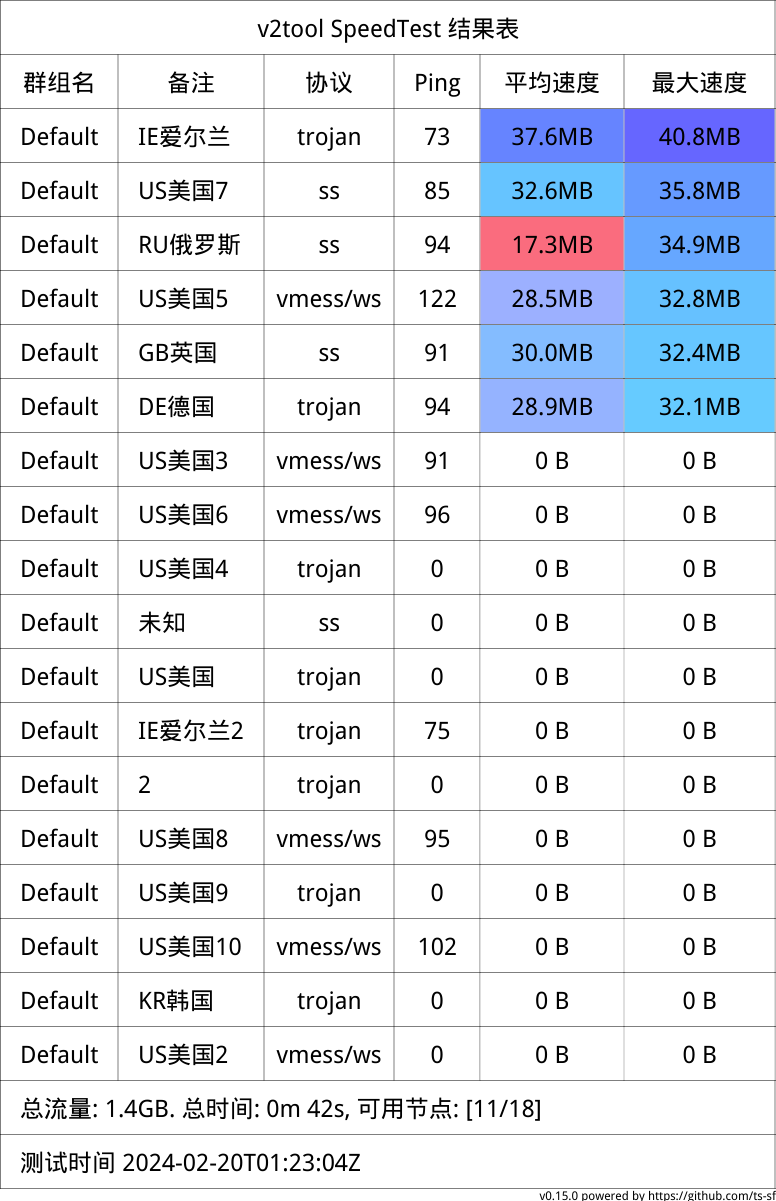 v2tool SpeedTest 结果表
群组名 备注 协议 Ping 平均速度 最大速度
Default IE爱尔兰 trojan 73 37.6MB 40.8MB
Default US美国7 ss 85 32.6MB 35.8MB
Default RU俄罗斯 ss 94 17.3MB 34.9MB
Default US美国5 vmess/ws 122 28.5MB 32.8MB
Default GB英国 ss 91 30.0MB 32.4MB
Default DE德国 trojan 94 28.9MB 32.1MB
Default US美国3 vmess/ws 91 0 B 0 B
Default US美国6 vmess/ws 96 0 B 0 B
Default US美国4 trojan 0 0 B 0 B
Default 未知 ss 0 0 B 0 B
Default US美国 trojan 0 0 B 0 B
Default IE爱尔兰2 trojan 75 0 B 0 B
Default 2 trojan 0 0 B 0 B
Default US美国8 vmess/ws 95 0 B 0 B
Default US美国9 trojan 0 0 B 0 B
Default US美国10 vmess/ws 102 0 B 0 B
Default KR韩国 trojan 0 0 B 0 B
Default US美国2 vmess/ws 0 0 B 0 B
总流量: 1.4GB. 总时间: 0m 42s, 可用节点: [11/18]
测试时间 2024-02-20T01:23:04Z
v0.15.0 powered by https://github.com/ts-sf